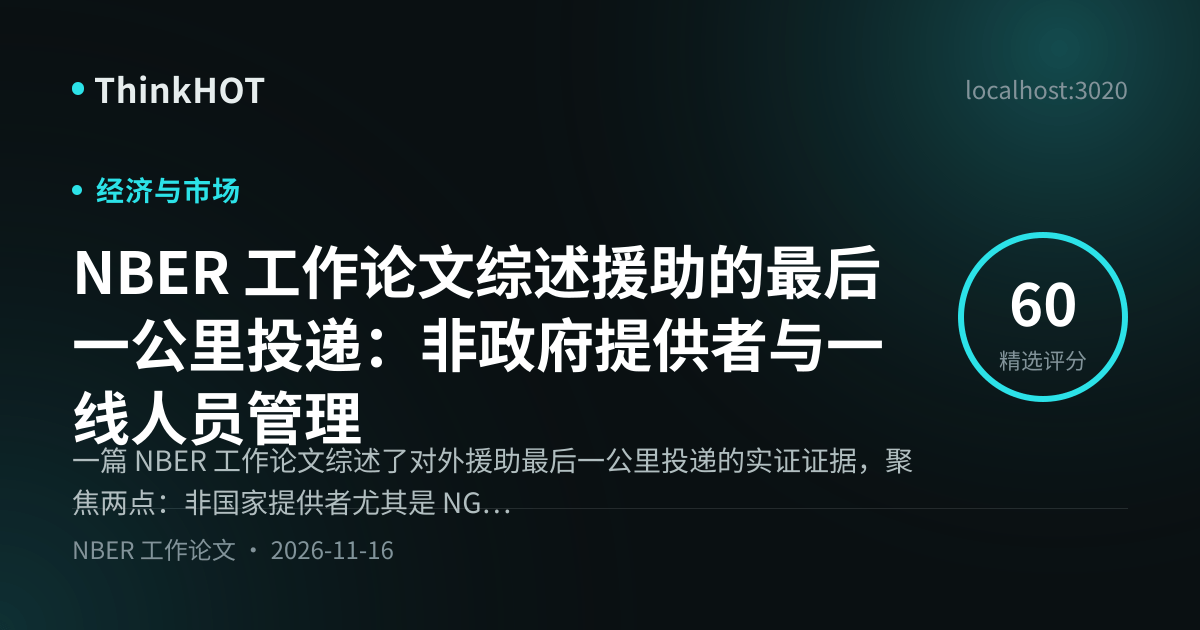 ThinkHOT
localhost:3020
经济与市场
NBER 工作论文综述援助的最后
一公里投递：非政府提供者与一
线人员管理
60
精选评分
一篇 NBER 工作论文综述了对外援助最后一公里投递的实证证据，聚
焦两点：非国家提供者尤其是 NG…
NBER 工作论文 · 2026-11-16